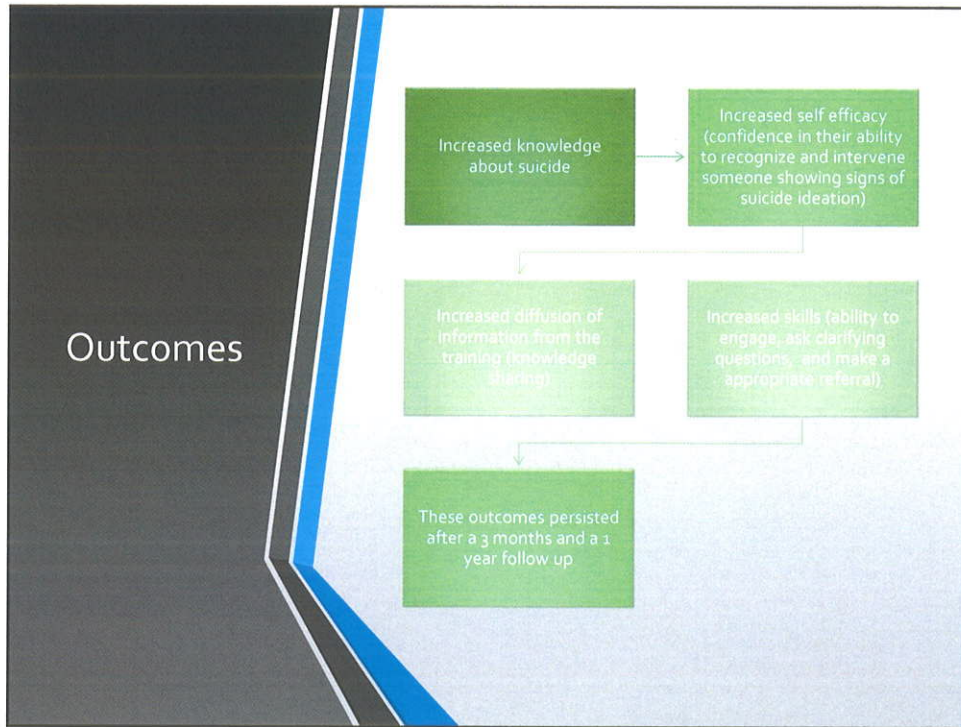 Outcomes
Increased knowledge
about suicide
Increased self efficacy
(confidence in their ability
to recognize and intervene
someone showing signs of
suicide ideation)
Increased diffusion of
information from the
training (knowledge
sharing)
Increased skills (ability to
engage, ask clarifying
questions, and make a
appropriate referral)
These outcomes persisted
after a 3 months and a 1
year follow up